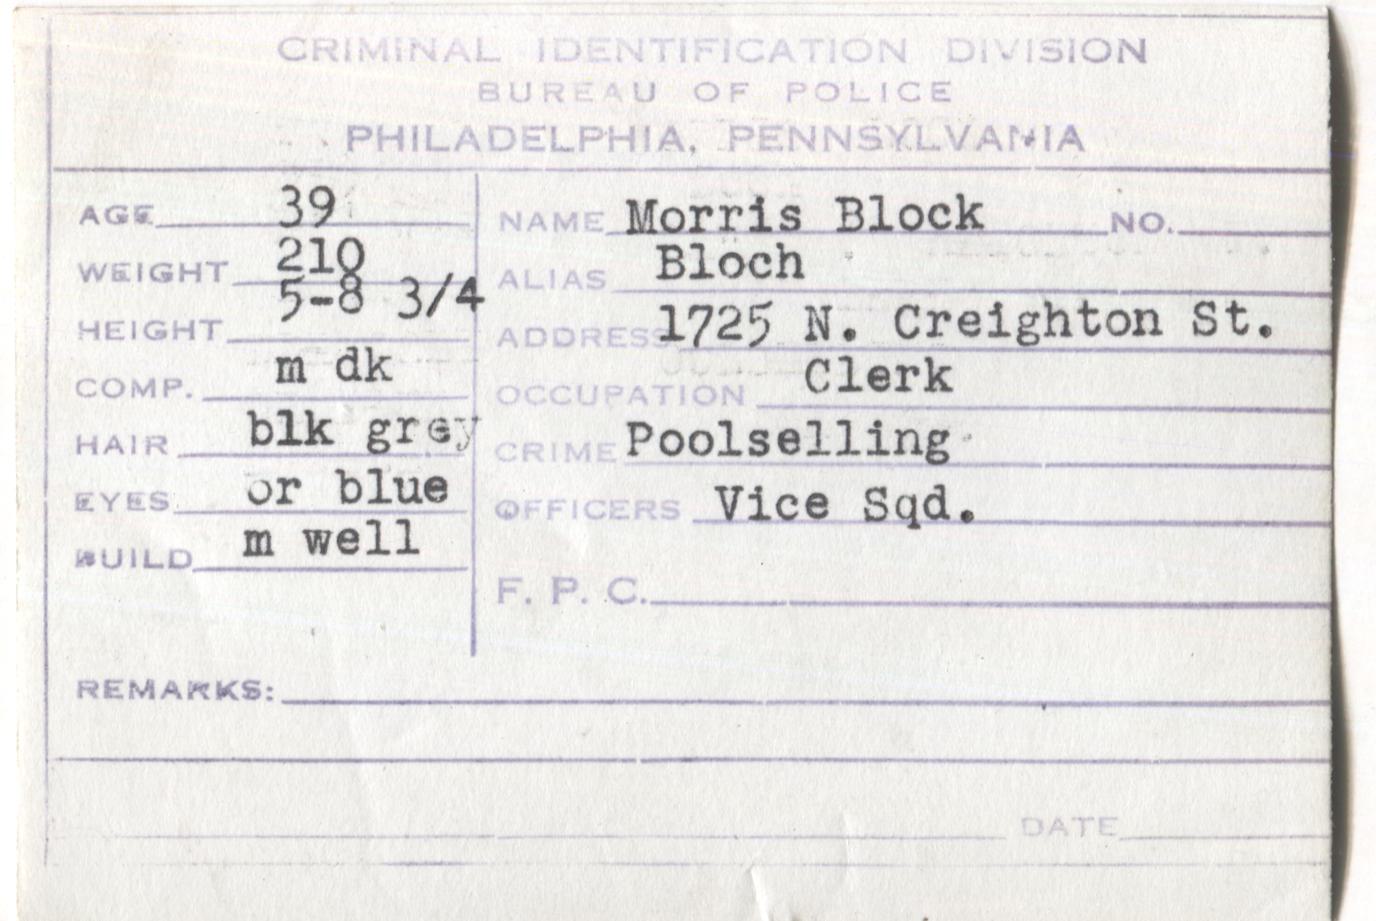 CRIMINAL IDENTIFICATION DIVISION
BUREAU OF POLICE
PHILADELPHIA, PENNSYLVANIA
AGE 39
WEIGHT 210
HEIGHT 5-8 3/4
COMP. m dk
HAIR blk grey
EYES or blue
BUILD m well
NAME Morris Block NO.
ALIAS Bloch
ADDRESS 1725 N. Creighton St.
OCCUPATION Clerk
CRIME Poolselling
OFFICERS Vice Sqd.
F. P. C.
REMARKS:
DATE